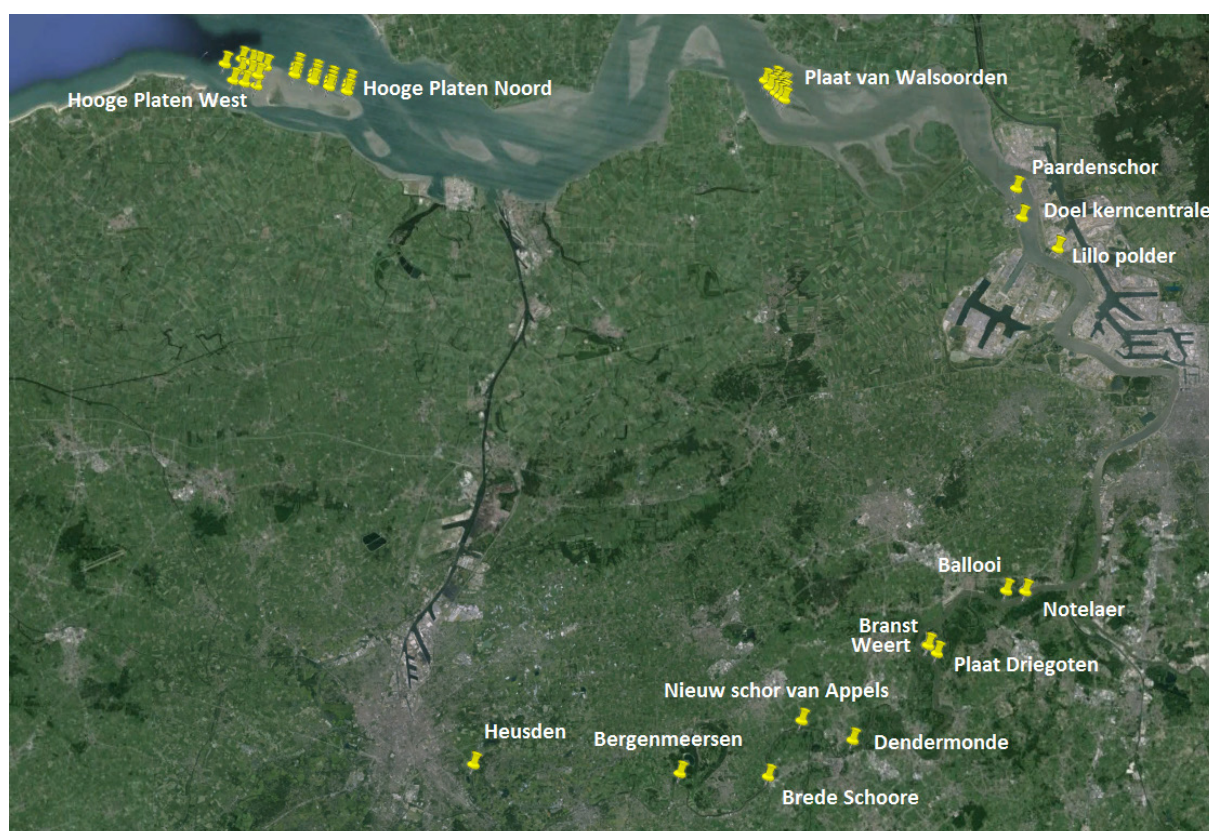 Hooge Platen West
Hooge Platen Noord
Plaat van Walsoorden
Paardenschor
Doel kerncentrale
Lillo polder
Ballooi
Notelaer
Branst
Weert
Plaat Driegoten
Nieuw schor van Appels
Heusden
Bergenmeersen
Dendermonde
Brede Schoore